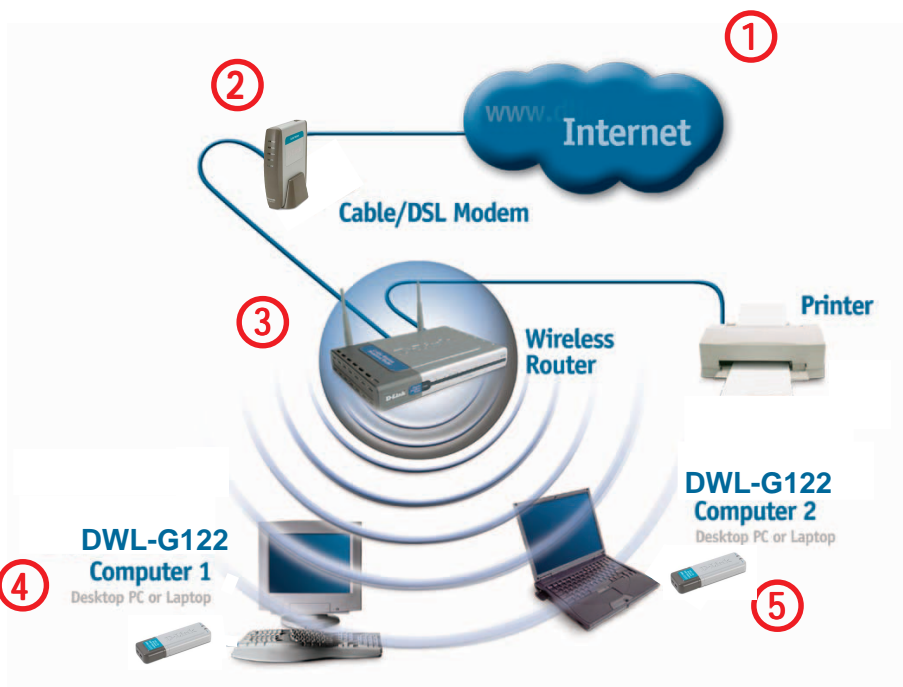 1
2
www.d
Internet
Cable/DSL Modem
3
Printer
Wireless
Router
D-Link
DWL-G122
Computer 2
Desktop PC or Laptop
DWL-G122
Computer 1
Desktop PC or Laptop
4
5